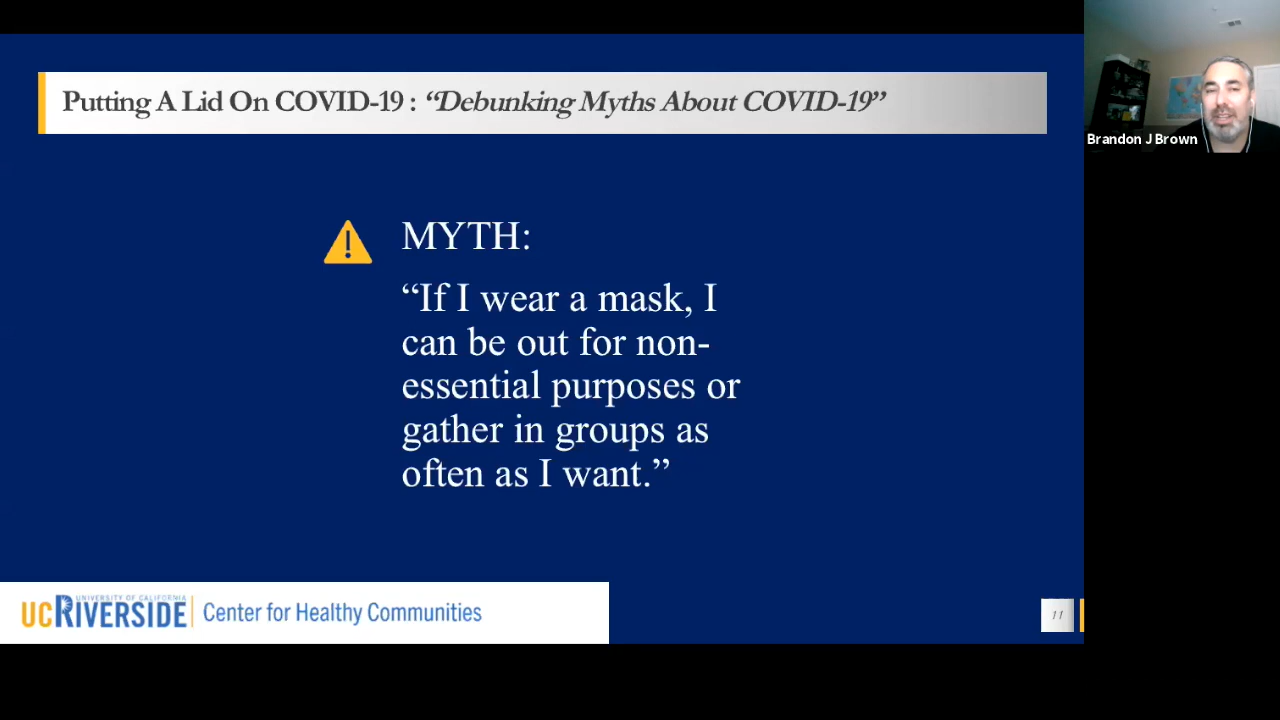 Putting A Lid On COVID-19 : “Debunking Myths About COVID-19”
Brandon J Brown
MYTH:
“If I wear a mask, I
can be out for non-
essential purposes or
gather in groups as
often as I want.”
UNIVERSITY OF CALIFORNIA
UCRIVERSIDE
Center for Healthy Communities
11